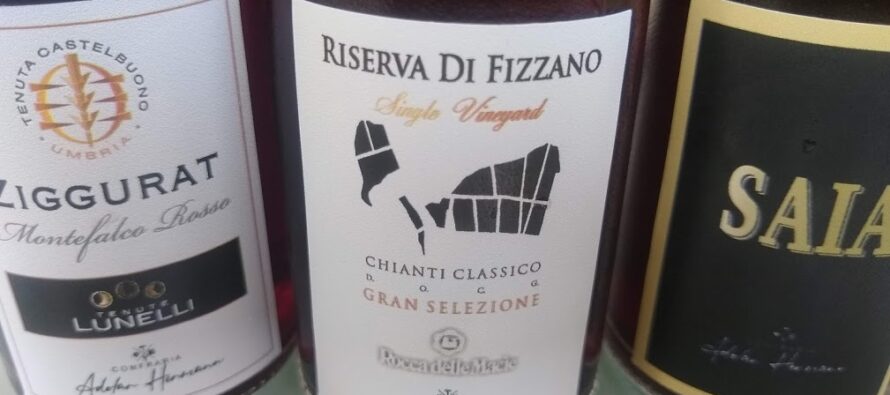 TENUTA CASTELBUONO
UMBRIA
ZIGGURAT
Montefalco Rosso
TENUTE
LUNELLI
CONFRARIA
RISERVA DI FIZZANO
Single Vineyard
CHIANTI CLASSICO
D. O. C. G.
GRAN SELEZIONE
Rocca delle Macìe
SAIA